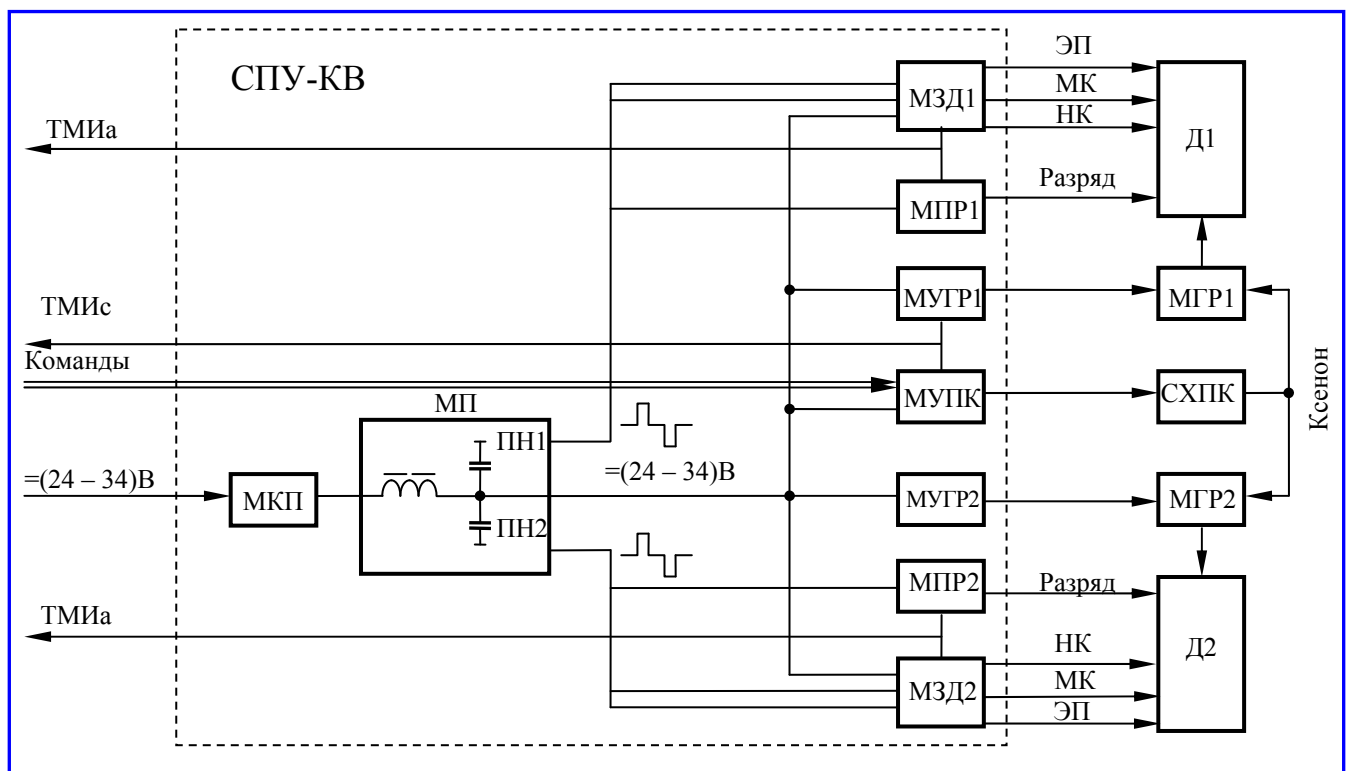 ЭП
СПУ-КВ
МЗД1
МК
НК
ТМИа
Д1
МПР1
Разряд
ТМИс
МУГР1
МГР1
Команды
МУПК
СХПК
Ксенон
МП
ПН1
=(24 – 34)В
=(24 – 34)В
МКП
МУГР2
МГР2
ПН2
МПР2
Разряд
ТМИа
НК
Д2
МЗД2
МК
ЭП